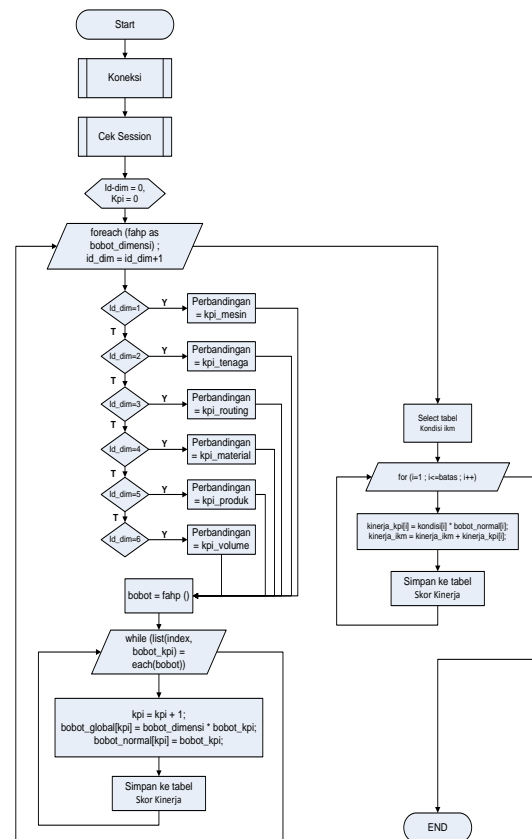 Start
Koneksi
Cek Session
Id-dim = 0,
Kpi = 0
foreach (fahp as
bobot_dimensi) ;
id_dim = id_dim+1
Id_dim=1
Y
Perbandingan
= kpi_mesin
T
Id_dim=2
Y
Perbandingan
= kpi_tenaga
T
Id_dim=3
Y
Perbandingan
= kpi_routing
T
Id_dim=4
Y
Perbandingan
= kpi_material
T
Id_dim=5
Y
Perbandingan
= kpi_produk
T
Id_dim=6
Y
Perbandingan
= kpi_volume
bobot = fahp ()
while (list(index,
bobot_kpi) =
each(bobot))
kpi = kpi + 1;
bobot_global[kpi] = bobot_dimensi * bobot_kpi;
bobot_normal[kpi] = bobot_kpi;
Simpan ke tabel
Skor Kinerja
Select tabel
Kondisi ikm
for (i=1 ; i<=batas ; i++)
kinerja_kpi[i] = kondisi[i] * bobot_normal[i];
kinerja_ikm = kinerja_ikm + kinerja_kpi[i];
Simpan ke tabel
Skor Kinerja
END